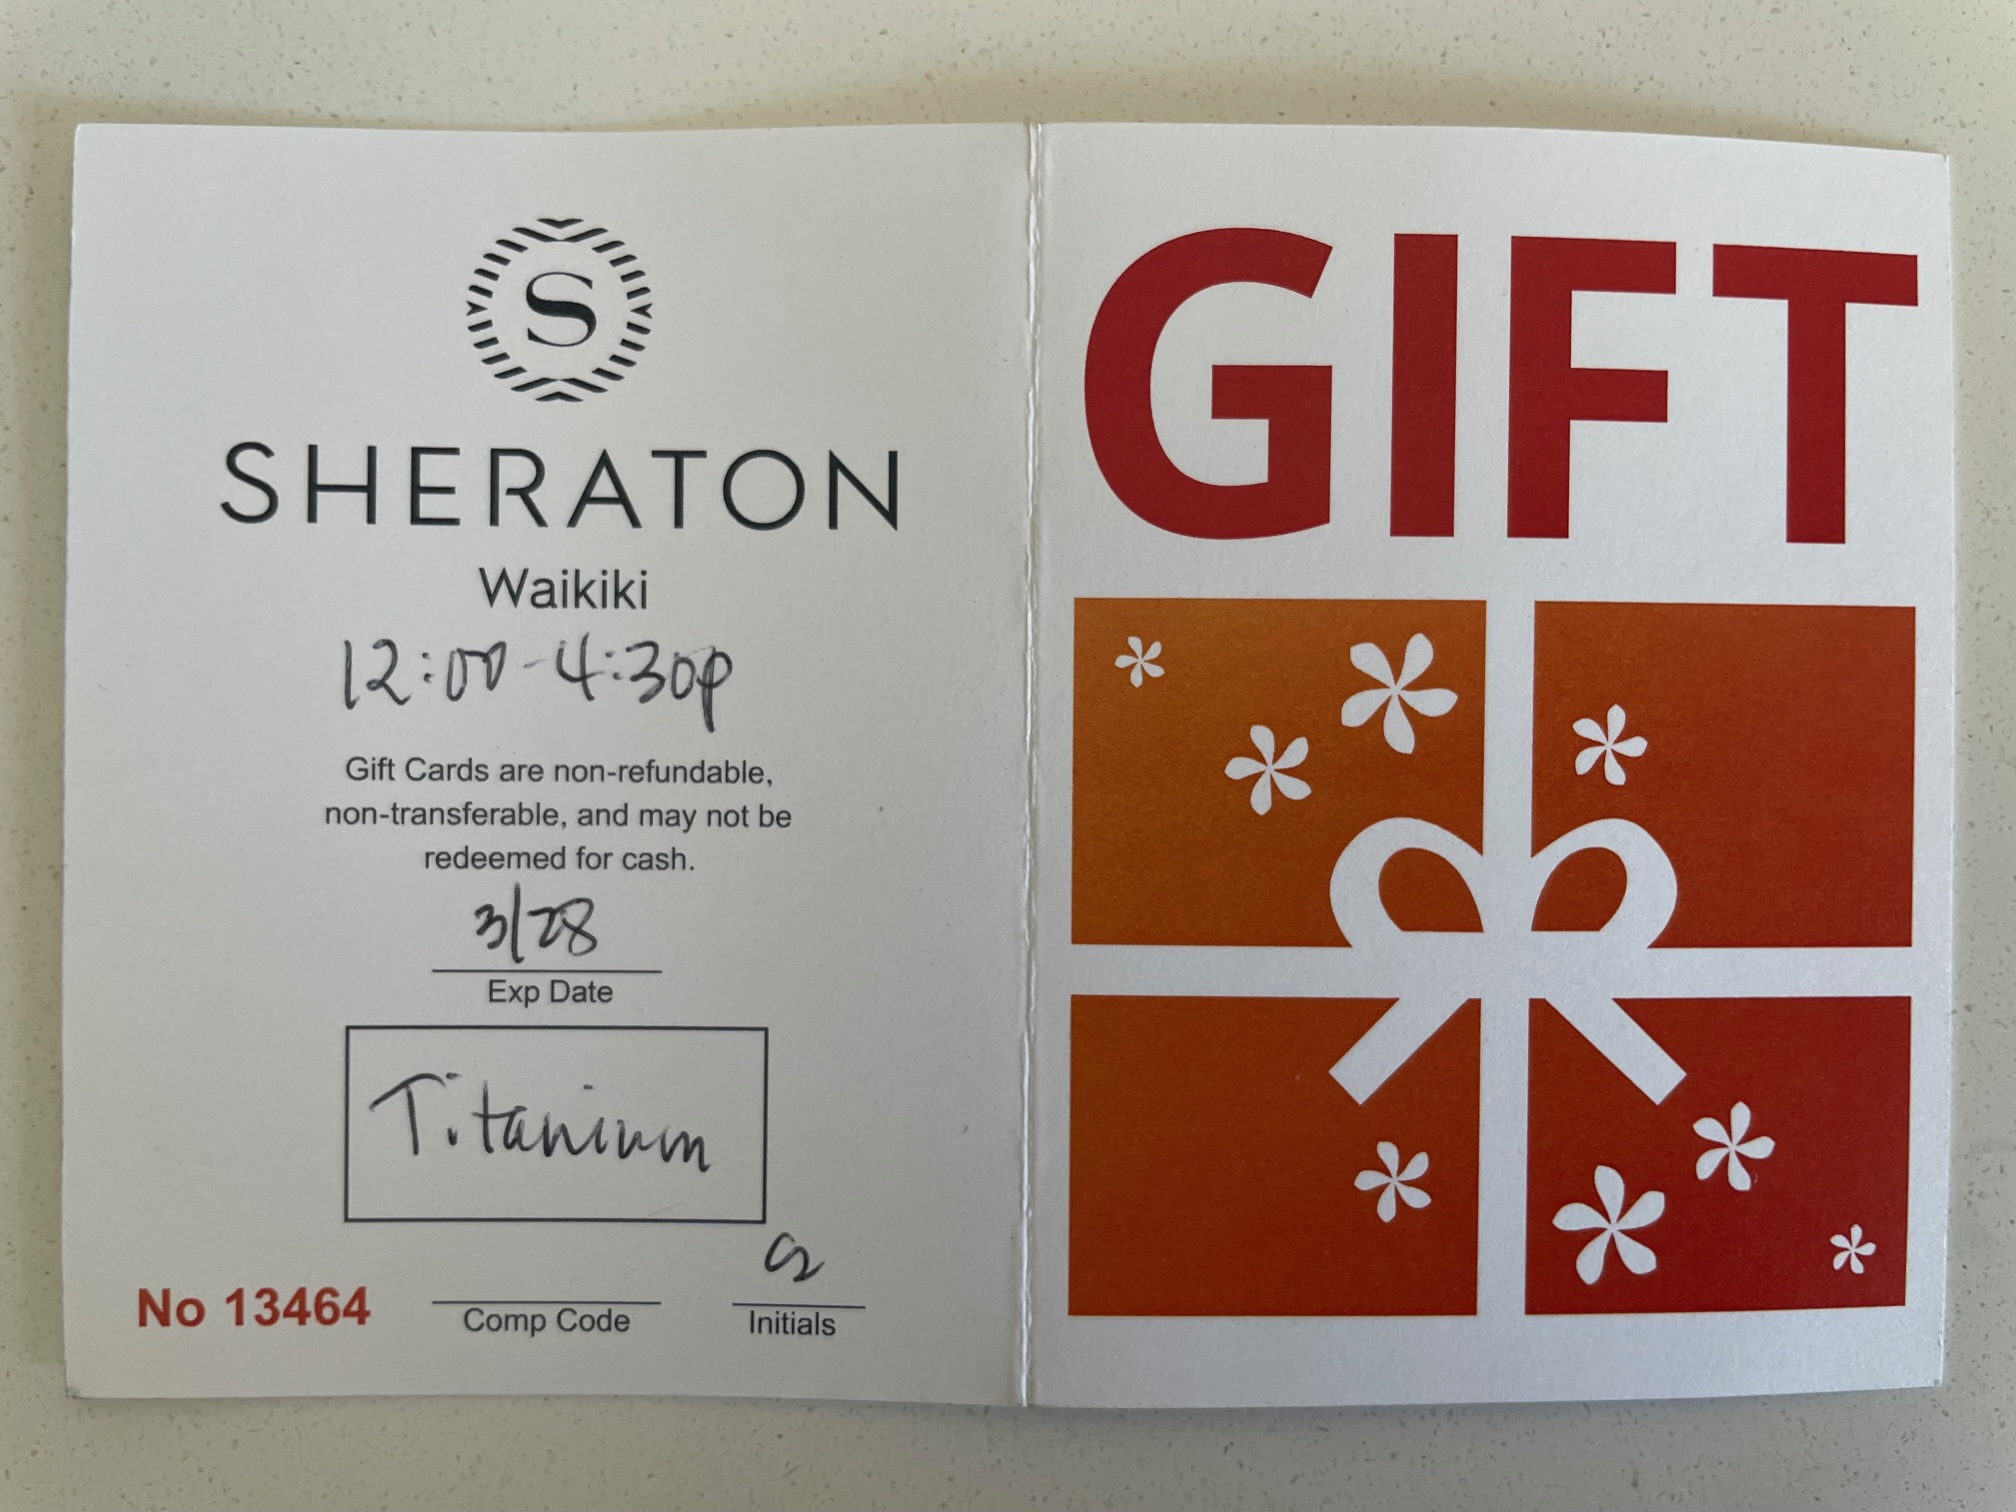 S
SHERATON
Waikiki
12:00-4:30p
Gift Cards are non-refundable,
non-transferable, and may not be
redeemed for cash.
3/28
Exp Date
Titanium
No 13464
Comp Code
Initials
GIFT